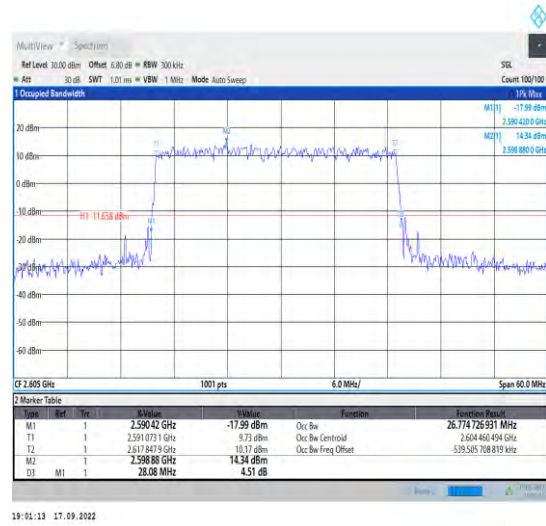 MultiView Spectrum
Ref Level 30.00 dBm Offset 6.80 dB RBW 300 kHz SGL
Att 30 dB SWT 1.01 ms VBW 1 MHz Mode Auto Sweep Count 100/100
1 Occupied Bandwidth 1Pk Max
M1[1] -17.99 dBm
2.590 420 0 GHz
M2[1] 14.34 dBm
2.598 880 0 GHz
20 dBm
M2
T1
T2
10 dBm
0 dBm
-10 dBm
H1 -11.658 dBm
M1
-20 dBm
-30 dBm
-40 dBm
-50 dBm
-60 dBm
CF 2.605 GHz 1001 pts 6.0 MHz/ Span 60.0 MHz
2 Marker Table
Type Ref Trc X-Value Y-Value Function Function Result
M1 1 2.590 42 GHz -17.99 dBm Occ Bw 26.774 726 931 MHz
T1 1 2.591 073 1 GHz 9.73 dBm Occ Bw Centroid 2.604 460 494 GHz
T2 1 2.617 847 9 GHz 10.17 dBm Occ Bw Freq Offset -539.505 708 819 kHz
M2 1 2.598 88 GHz 14.34 dBm
D3 M1 1 28.08 MHz 4.51 dB
19:01:13 17.09.2022